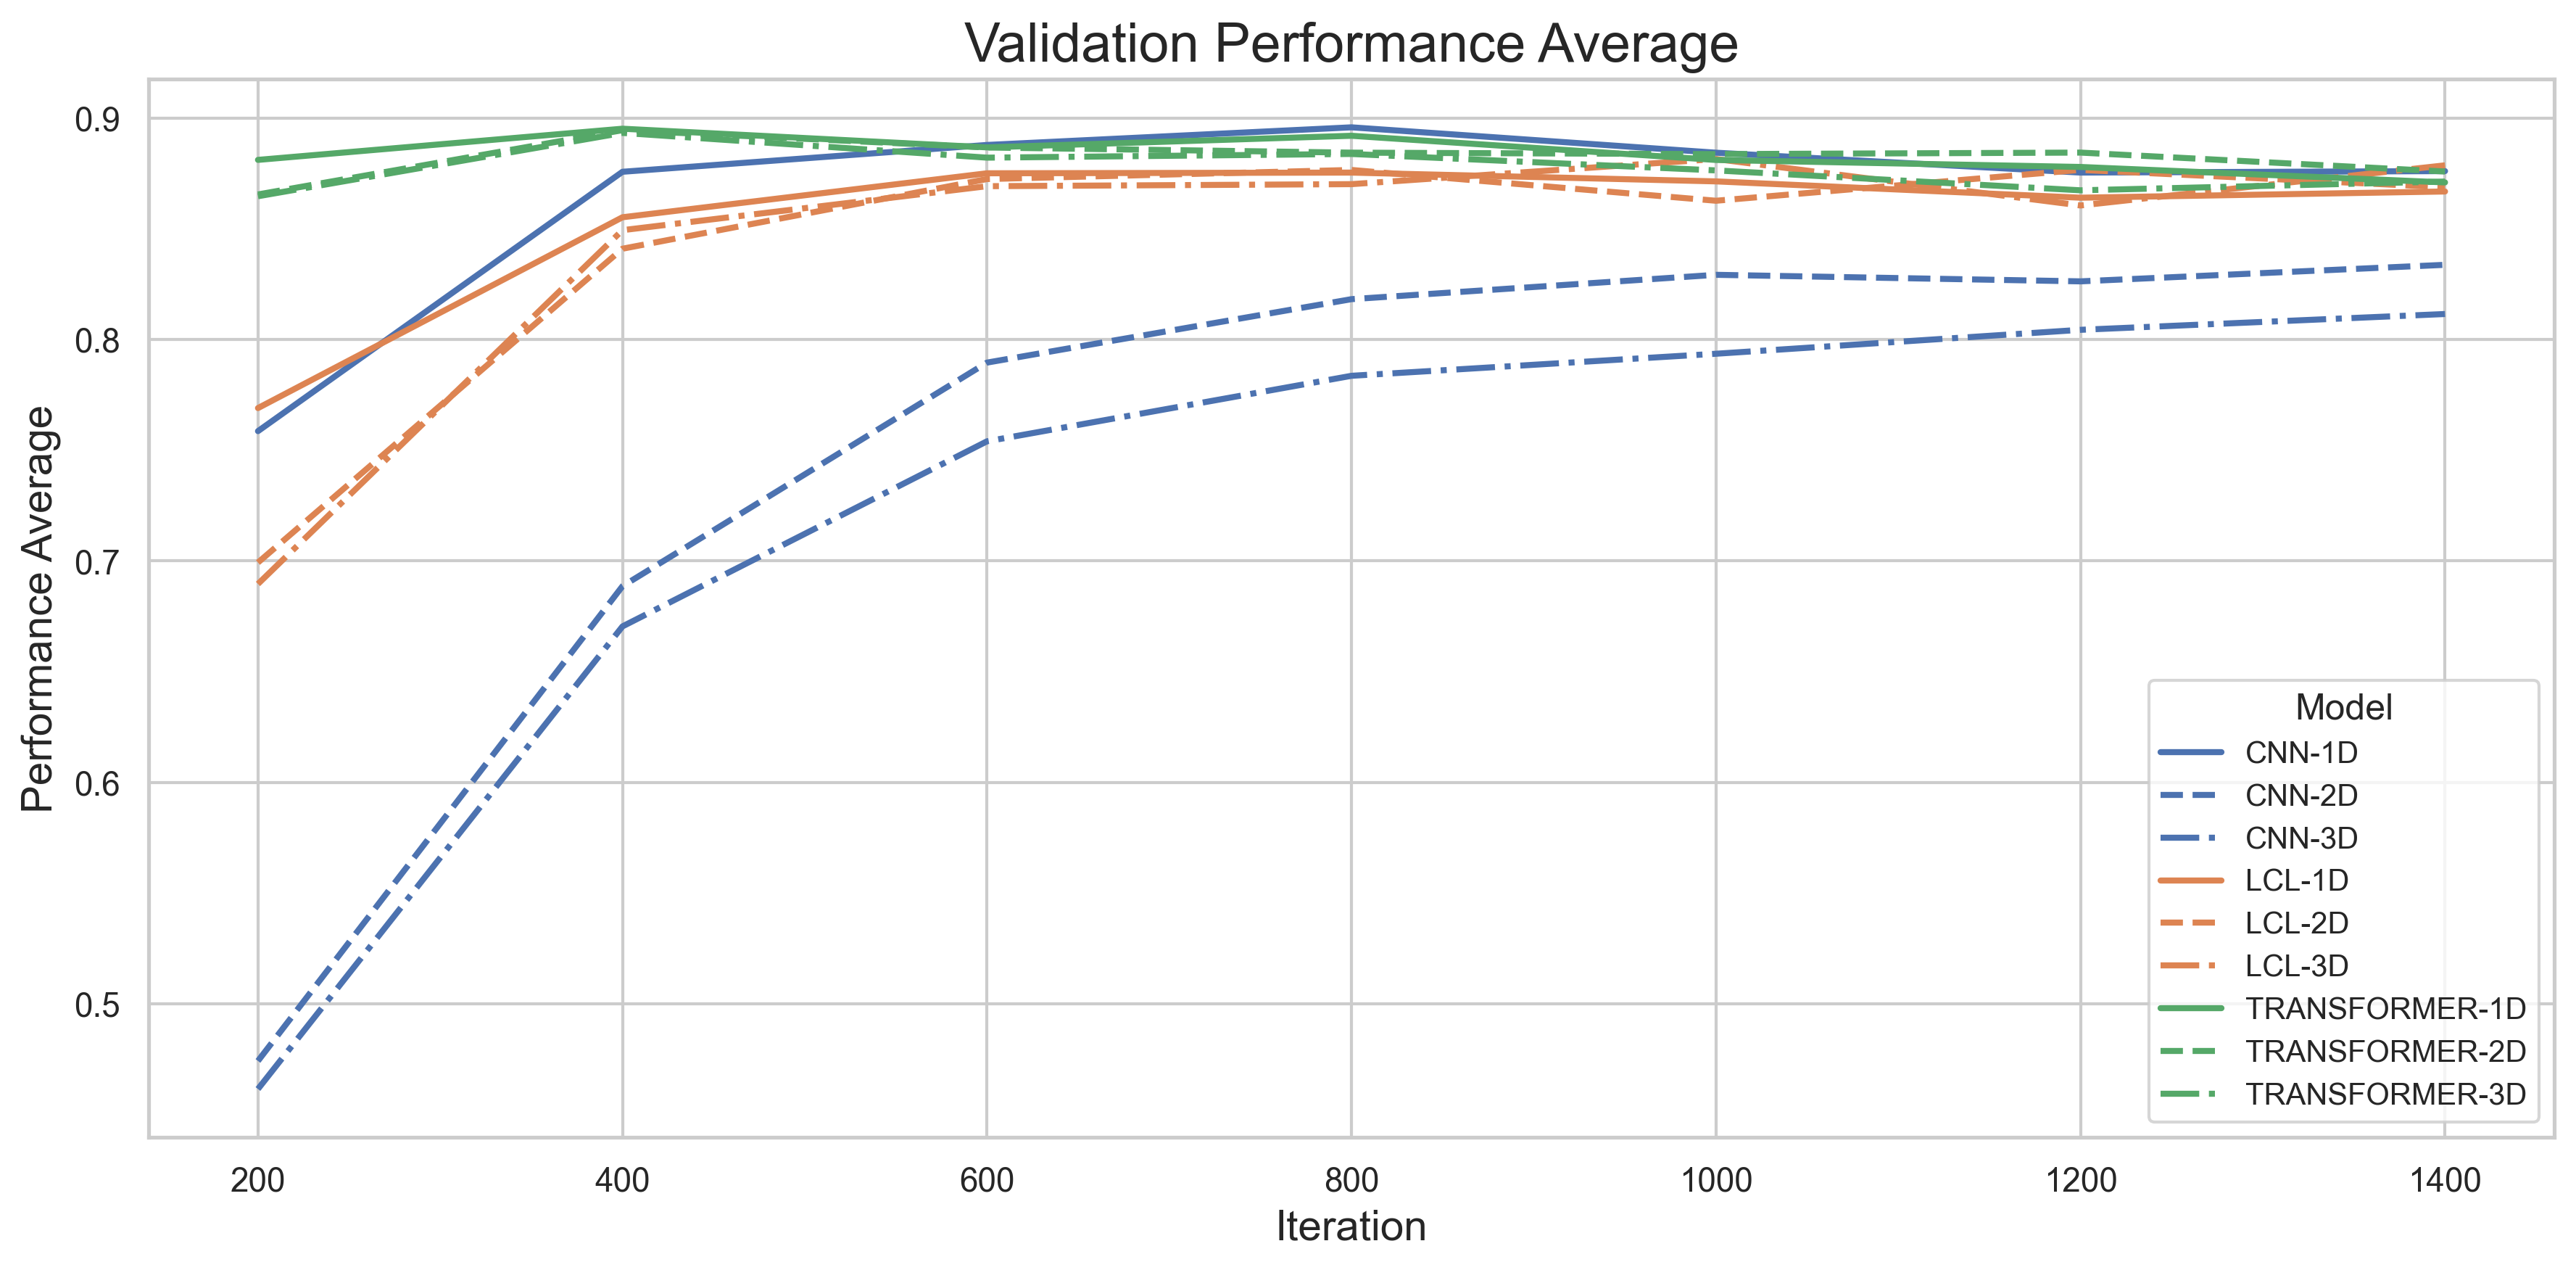 Validation Performance Average
Performance Average
0.9
0.8
0.7
0.6
0.5
200 400 600 800 1000 1200 1400
Iteration
Model
CNN-1D
CNN-2D
CNN-3D
LCL-1D
LCL-2D
LCL-3D
TRANSFORMER-1D
TRANSFORMER-2D
TRANSFORMER-3D